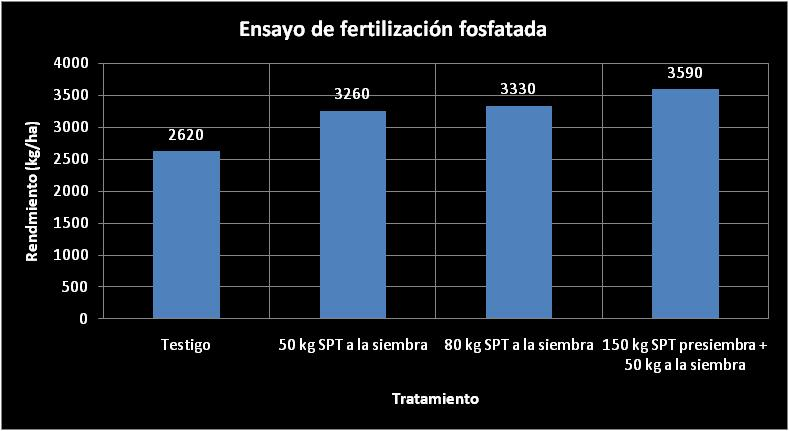 Ensayo de fertilización fosfatada
Rendmiento (kg/ha)
4000
3500
3000
2500
2000
1500
1000
500
0
2620
3260
3330
3590
Testigo
50 kg SPT a la siembra
80 kg SPT a la siembra
150 kg SPT presiembra +
50 kg a la siembra
Tratamiento